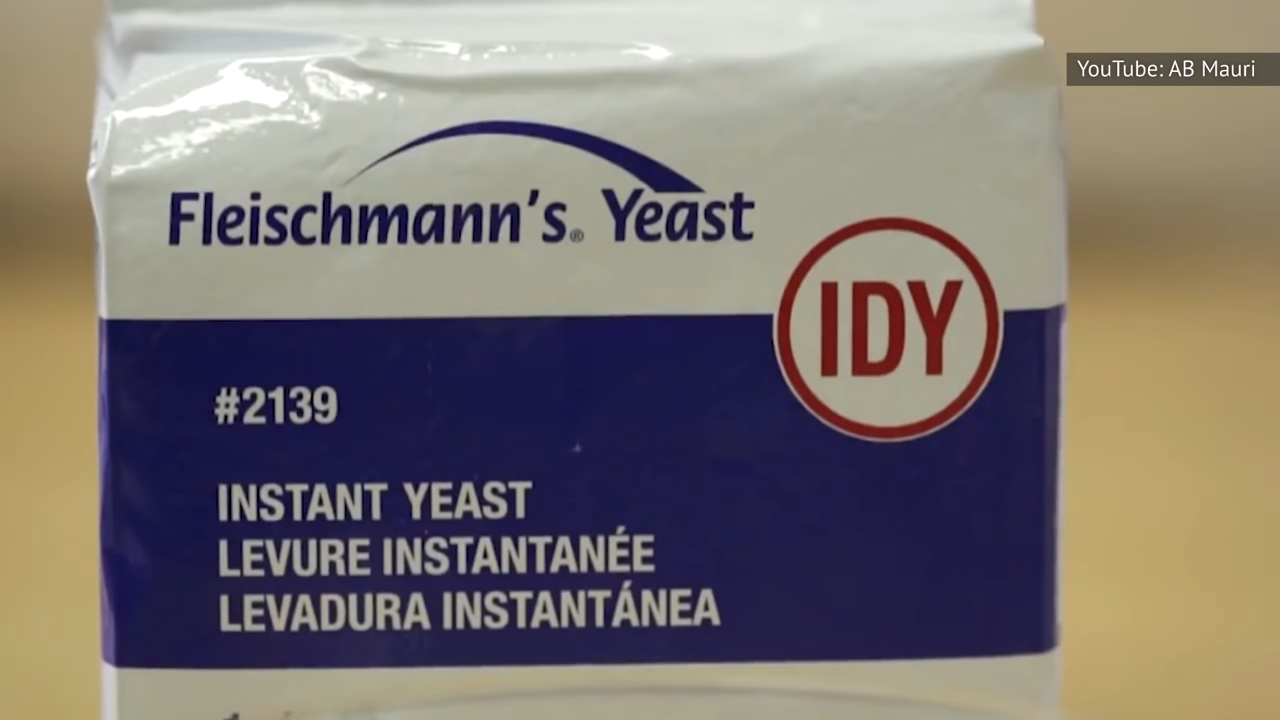 YouTube: AB Mauri
Fleischmann's® Yeast
IDY
#2139
INSTANT YEAST
LEVURE INSTANTANÉE
LEVADURA INSTANTÁNEA